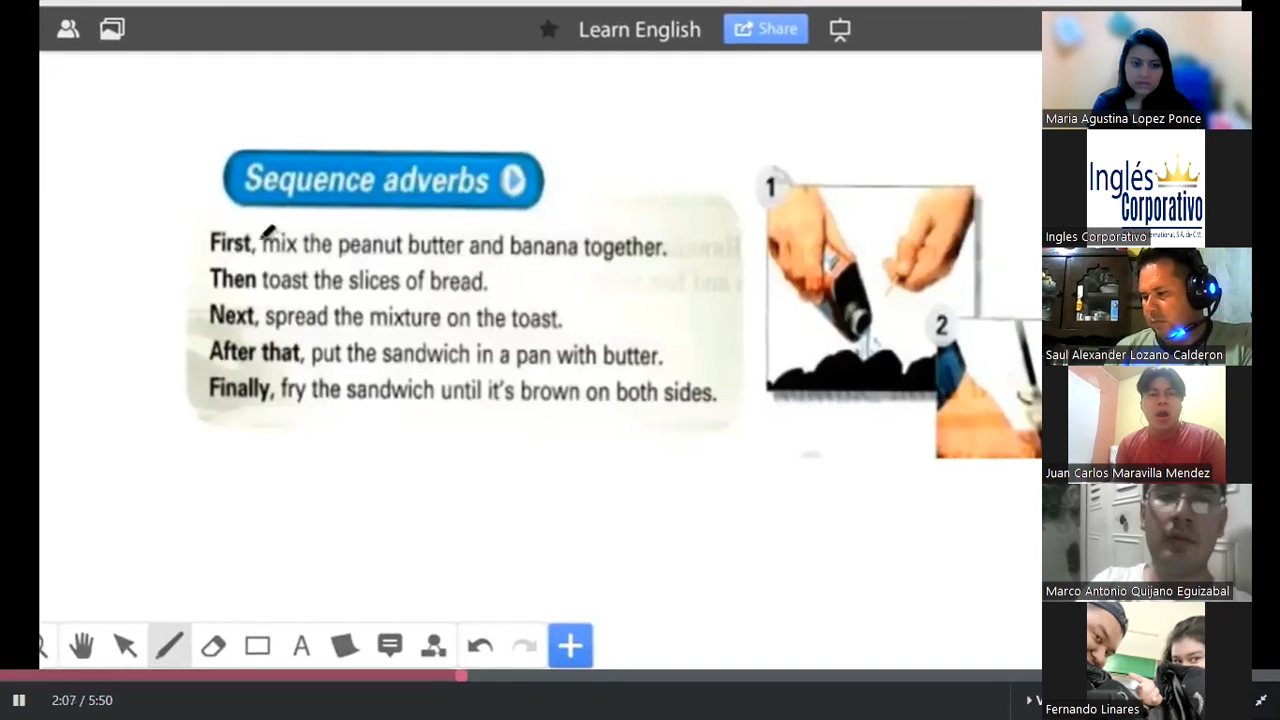 Learn English
Share
Sequence adverbs
First, mix the peanut butter and banana together.
Then toast the slices of bread.
Next, spread the mixture on the toast.
After that, put the sandwich in a pan with butter.
Finally, fry the sandwich until it's brown on both sides.
1
2
A
2:07 / 5:50
Maria Agustina Lopez Ponce
Inglés
Corporativo
Ingles Corporativo
Saul Alexander Lozano Calderon
Juan Carlos Maravilla Mendez
Marco Antonio Quijano Eguizabal
Fernando Linares